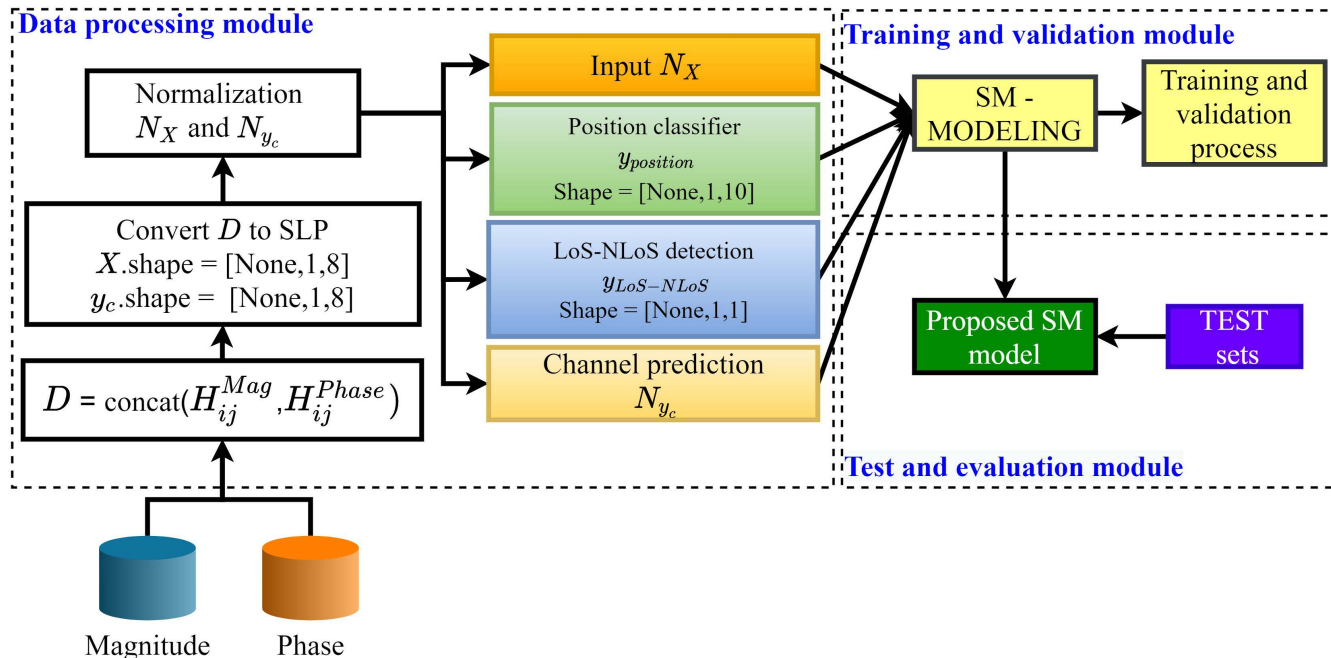 Data processing module
Normalization
N_X and N_{y_c}
Convert D to SLP
X.shape = [None,1,8]
y_c.shape = [None,1,8]
D = concat(H_{ij}^{Mag},H_{ij}^{Phase})
Magnitude
Phase
Input N_X
Position classifier
y_{position}
Shape = [None,1,10]
LoS-NLoS detection
y_{LoS-NLoS}
Shape = [None,1,1]
Channel prediction
N_{y_c}
Training and validation module
SM -
MODELING
Training and
validation
process
Proposed SM
model
TEST
sets
Test and evaluation module